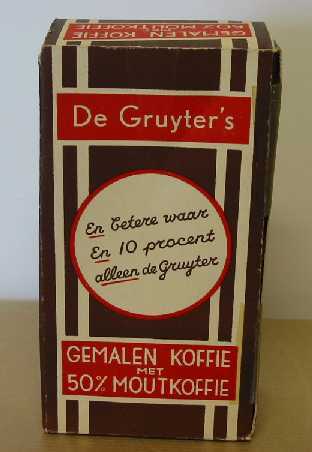 GEMALEN KOFFIE
MET
50% MOUTKOFFIE
De Gruyter's
En betere waar
En 10 procent
alleen de Gruyter
GEMALEN KOFFIE
MET
50% MOUTKOFFIE